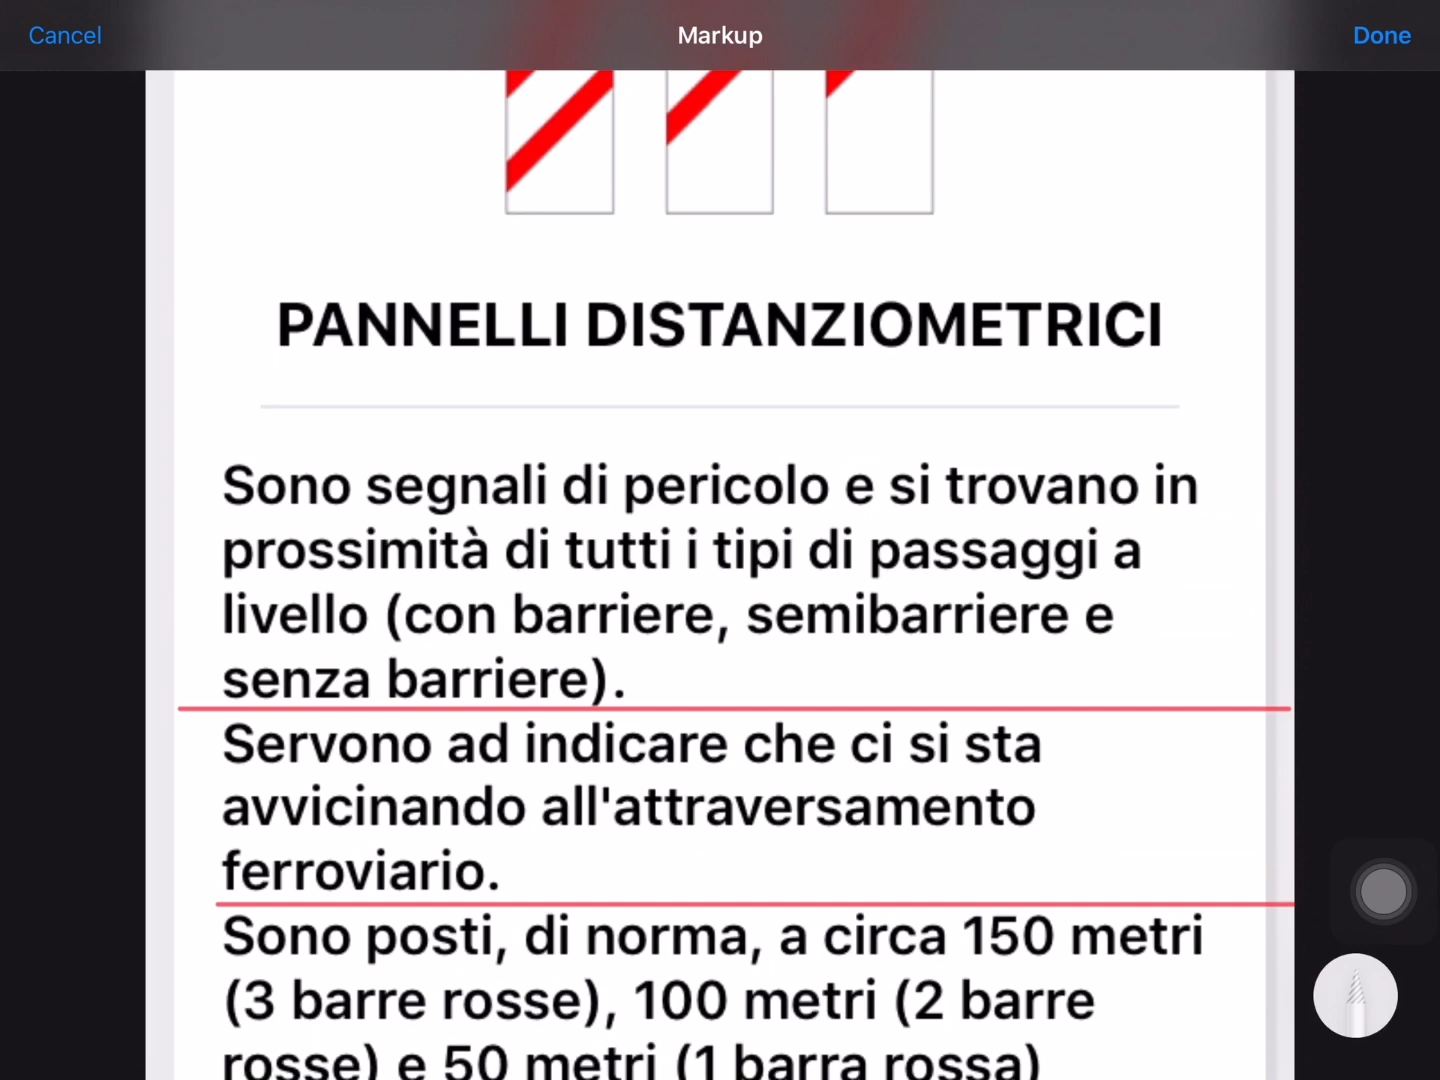 Cancel
Markup
Done
PANNELLI DISTANZIOMETRICI
Sono segnali di pericolo e si trovano in
prossimità di tutti i tipi di passaggi a
livello (con barriere, semibarriere e
senza barriere).
Servono ad indicare che ci si sta
avvicinando all'attraversamento
ferroviario.
Sono posti, di norma, a circa 150 metri
(3 barre rosse), 100 metri (2 barre
rosse) e 50 metri (1 barra rossa)